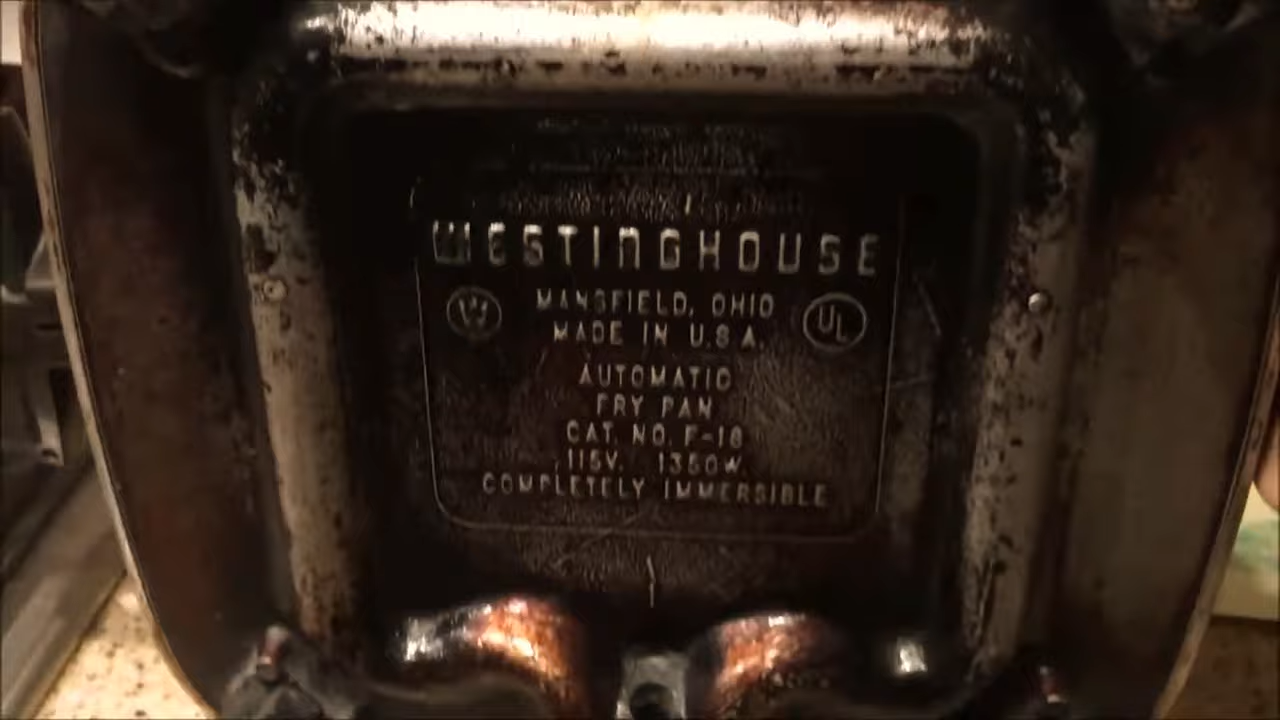 WESTINGHOUSE
W MANSFIELD, OHIO UL
MADE IN U.S.A.
AUTOMATIC
FRY PAN
CAT. NO. F-18
115V. 1350W.
COMPLETELY IMMERSIBLE